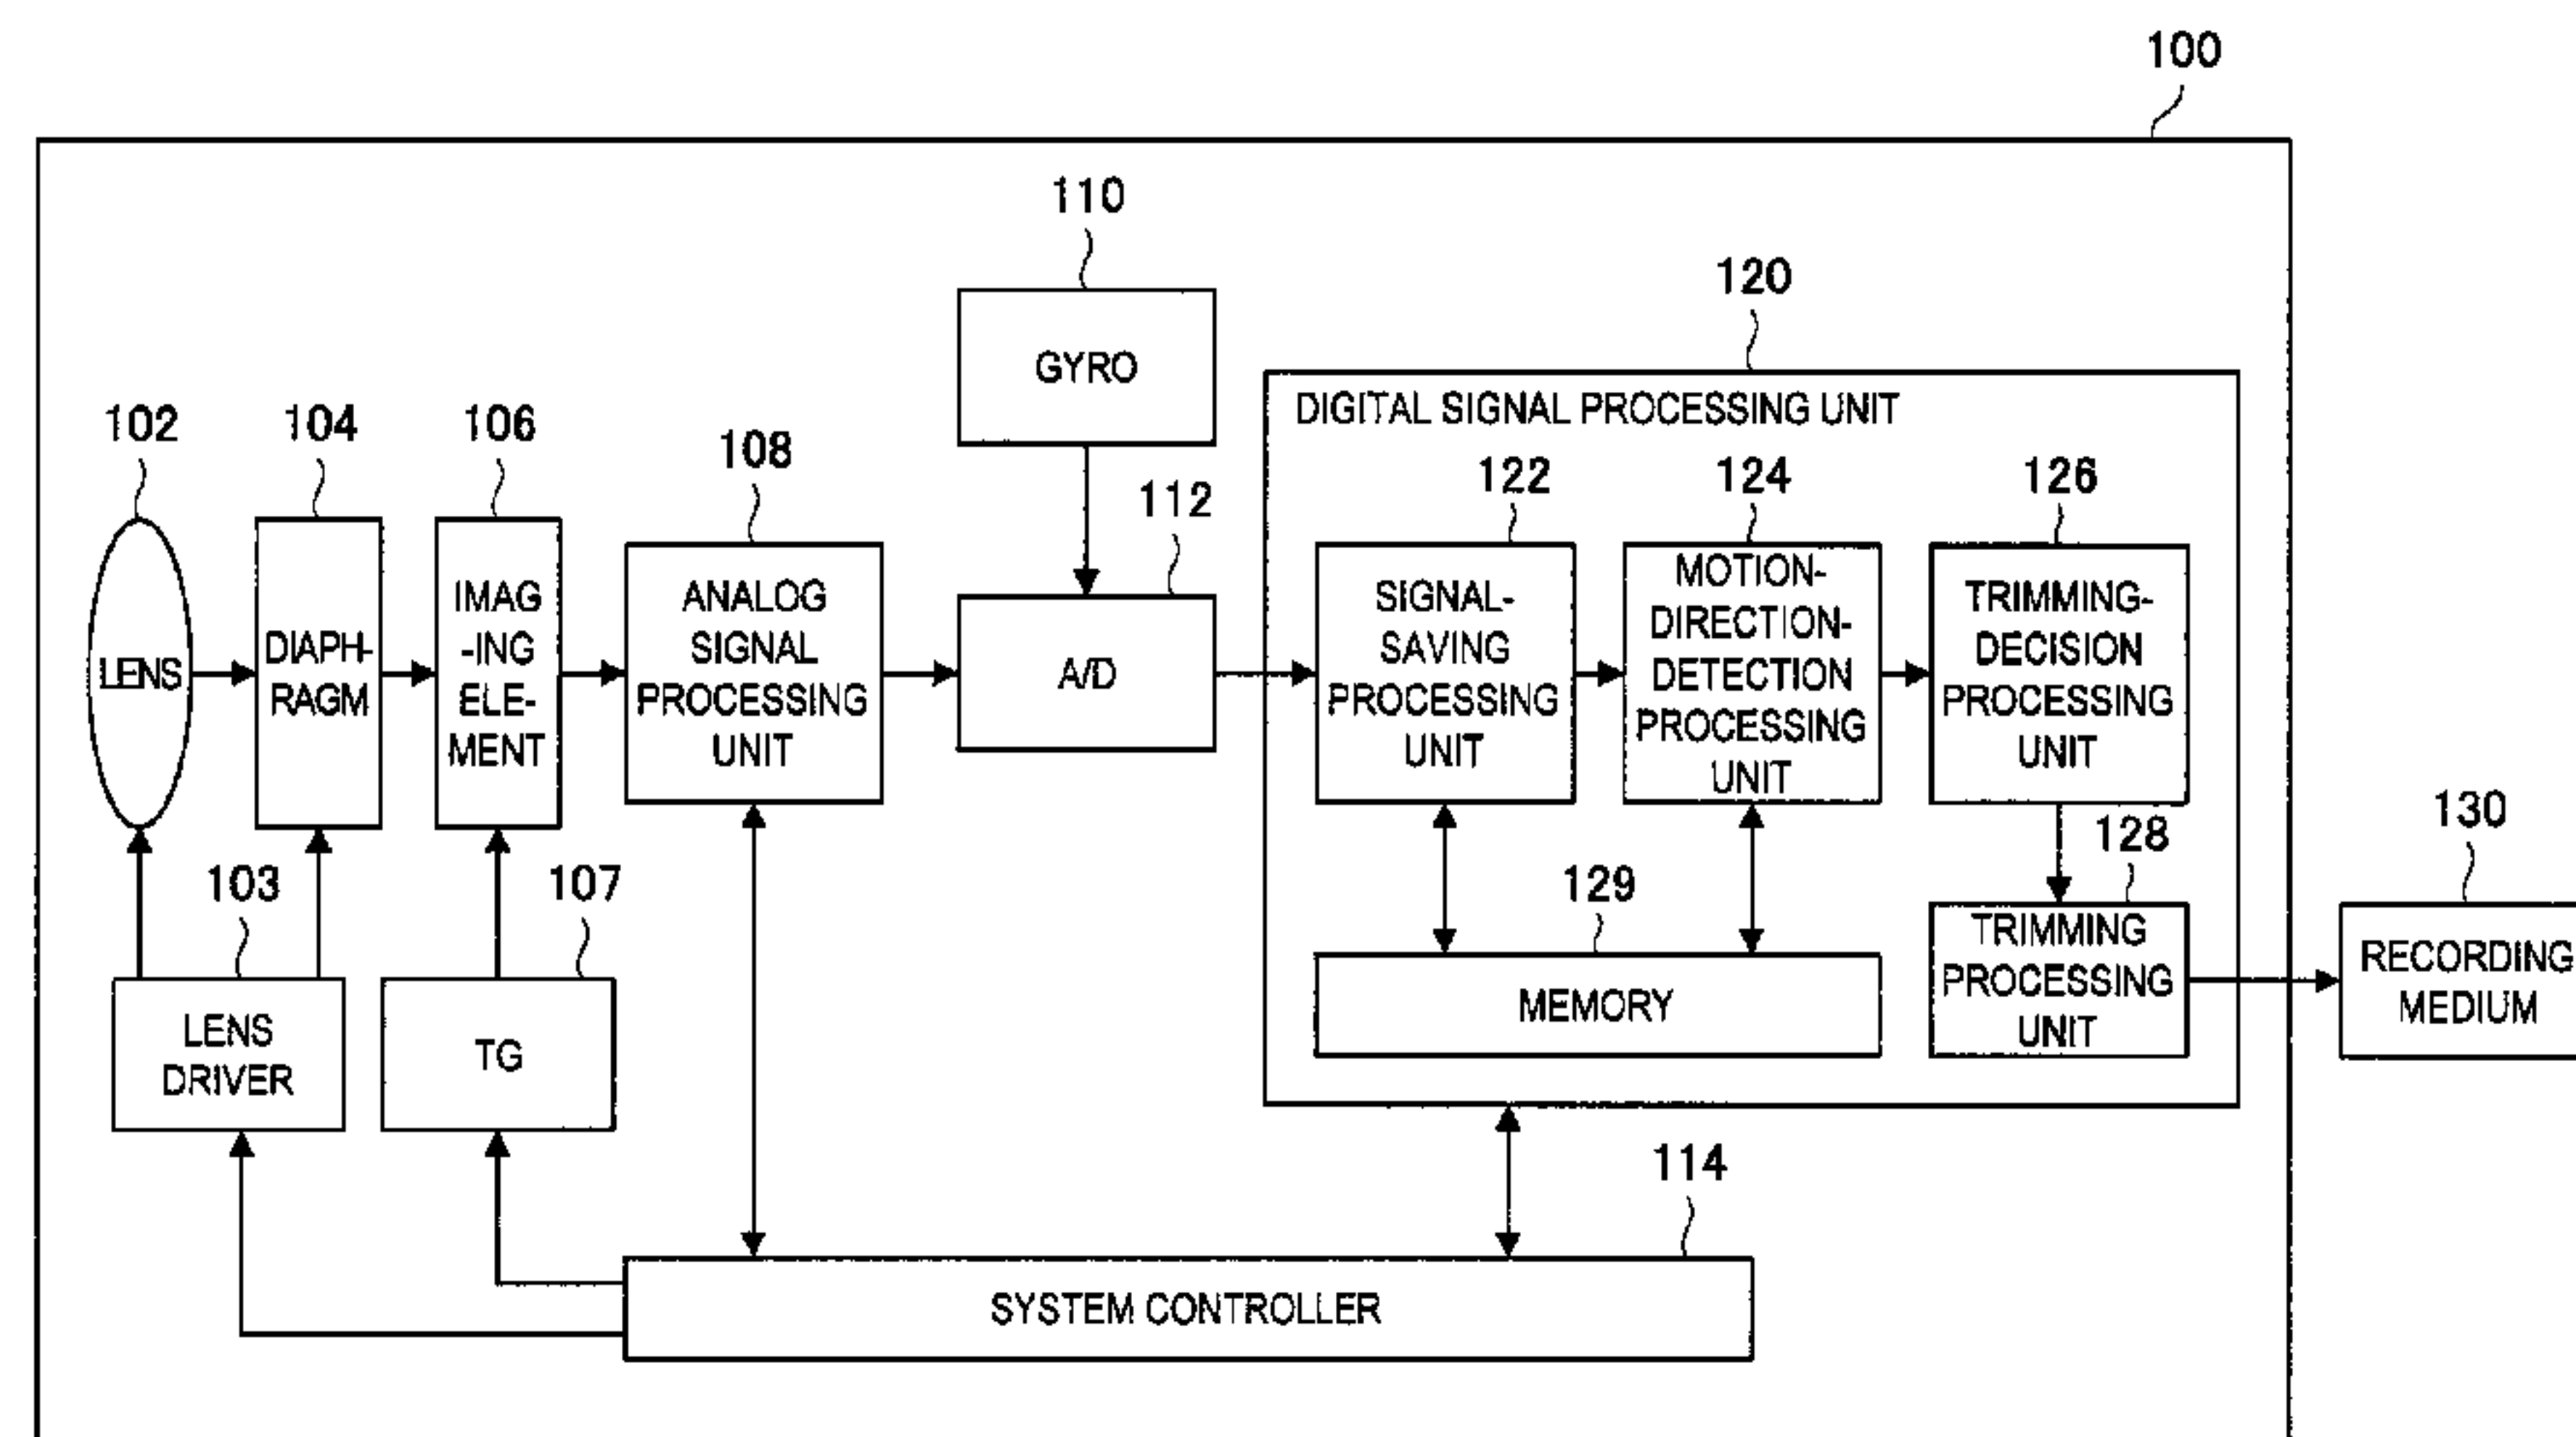 100
110
120
DIGITAL SIGNAL PROCESSING UNIT
102
104
106
108
GYRO
112
122
124
126
LENS
DIAPH-
RAGM
IMAG
-ING
ELE-
MENT
ANALOG
SIGNAL
PROCESSING
UNIT
A/D
SIGNAL-
SAVING
PROCESSING
UNIT
MOTION-
DIRECTION-
DETECTION
PROCESSING
UNIT
TRIMMING-
DECISION
PROCESSING
UNIT
103
107
129
128
130
LENS
DRIVER
TG
MEMORY
TRIMMING
PROCESSING
UNIT
RECORDING
MEDIUM
114
SYSTEM CONTROLLER